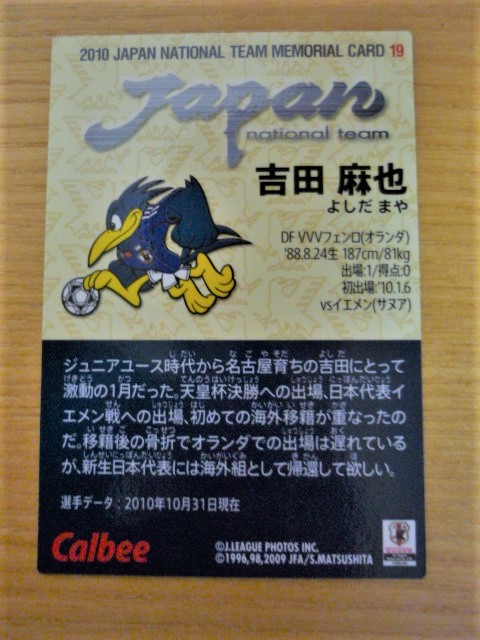 2010 JAPAN NATIONAL TEAM MEMORIAL CARD 19
Japan
national team
吉田 麻也
よしだ まや
DF VVVフェンロ(オランダ)
'88.8.24生 187cm/81kg
出場:1/得点:0
初出場:'10.1.6
vsイエメン(サヌア)
ジュニアユース時代から名古屋育ちの吉田にとって
激動の1月だった。天皇杯決勝への出場、日本代表イ
エメン戦への出場、初めての海外移籍が重なったの
だ。移籍後の骨折でオランダでの出場は遅れている
が、新生日本代表には海外組として帰還して欲しい。
選手データ：2010年10月31日現在
Calbee
©J.LEAGUE PHOTOS INC.
©1996,98,2009 JFA/S.MATSUSHITA